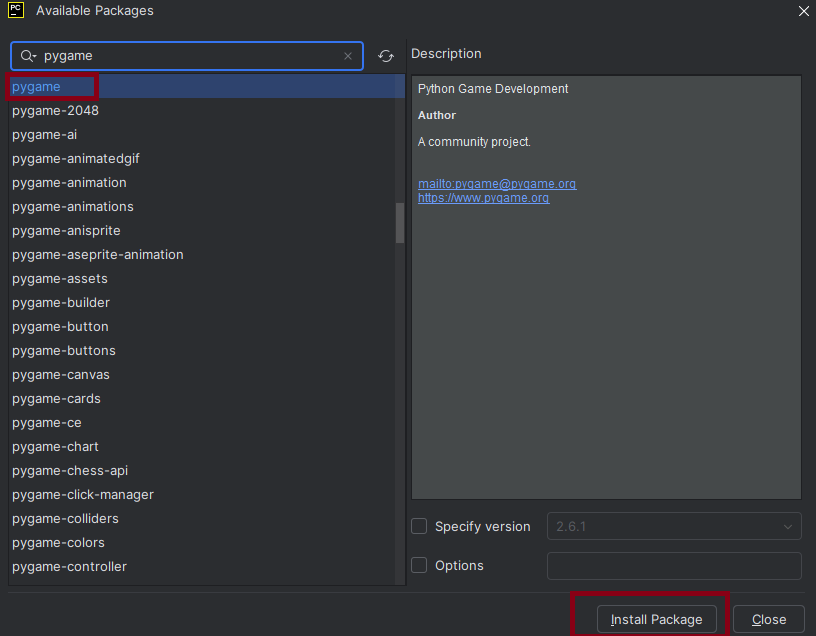 PC
Available Packages
pygame
pygame
pygame-2048
pygame-ai
pygame-animatedgif
pygame-animation
pygame-animations
pygame-anisprite
pygame-aseprite-animation
pygame-assets
pygame-builder
pygame-button
pygame-buttons
pygame-canvas
pygame-cards
pygame-ce
pygame-chart
pygame-chess-api
pygame-click-manager
pygame-colliders
pygame-colors
pygame-controller
Description
Python Game Development
Author
A community project.
mailto:pygame@pygame.org
https://www.pygame.org
Specify version
2.6.1
Options
Install Package
Close